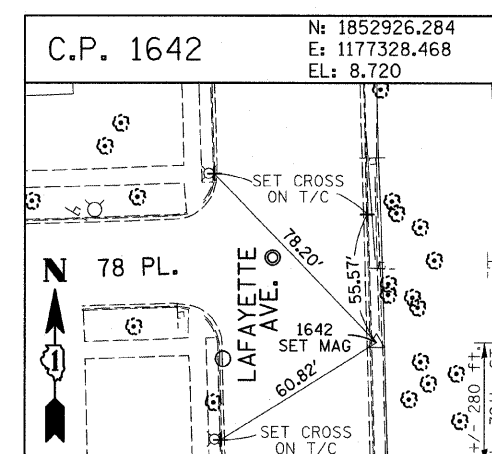 C.P. 1642
N: 1852926.284
E: 1177328.468
EL: 8.720
SET CROSS
ON T/C
78.20'
N
78 PL.
LAFAYETTE
AVE.
55.57'
1
1642
SET MAG
60.82'
+/- 280 ft.
SET CROSS
ON T/C